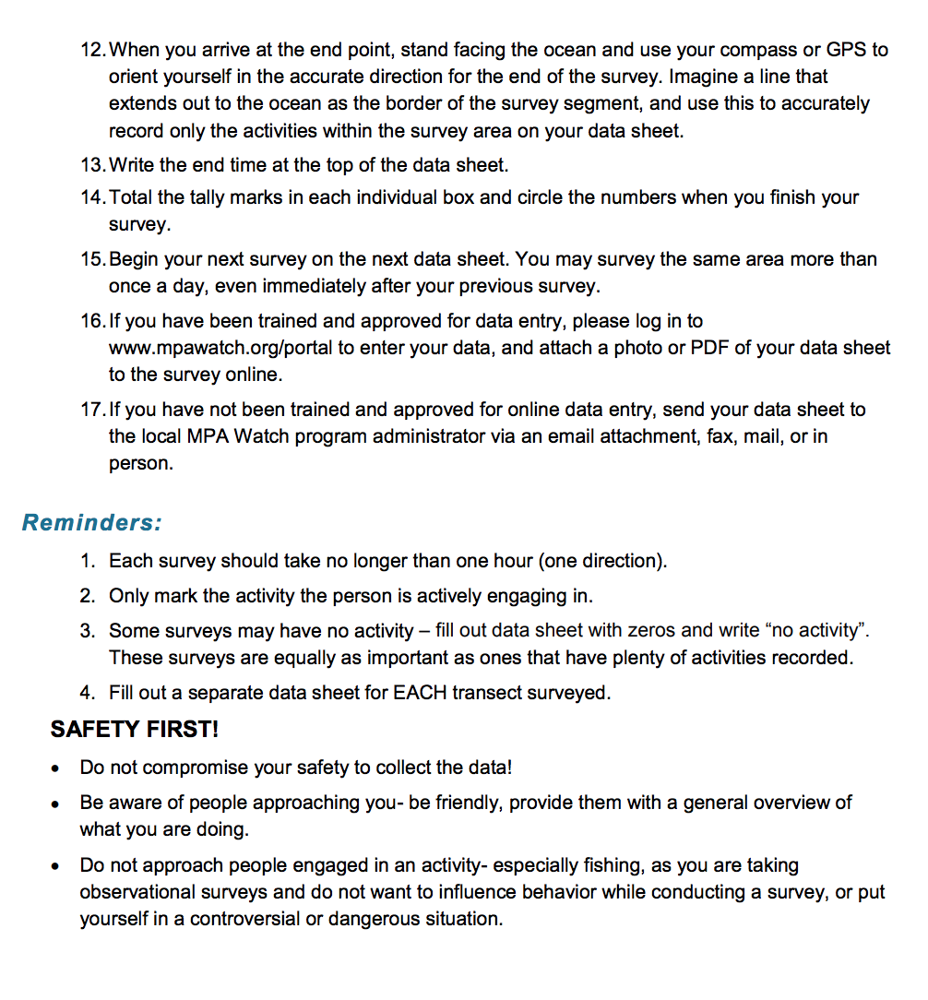 12. When you arrive at the end point, stand facing the ocean and use your compass or GPS to
orient yourself in the accurate direction for the end of the survey. Imagine a line that
extends out to the ocean as the border of the survey segment, and use this to accurately
record only the activities within the survey area on your data sheet.
13. Write the end time at the top of the data sheet.
14. Total the tally marks in each individual box and circle the numbers when you finish your
survey.
15. Begin your next survey on the next data sheet. You may survey the same area more than
once a day, even immediately after your previous survey.
16. If you have been trained and approved for data entry, please log in to
www.mpawatch.org/portal to enter your data, and attach a photo or PDF of your data sheet
to the survey online.
17. If you have not been trained and approved for online data entry, send your data sheet to
the local MPA Watch program administrator via an email attachment, fax, mail, or in
person.
Reminders:
1. Each survey should take no longer than one hour (one direction).
2. Only mark the activity the person is actively engaging in.
3. Some surveys may have no activity – fill out data sheet with zeros and write “no activity”.
These surveys are equally as important as ones that have plenty of activities recorded.
4. Fill out a separate data sheet for EACH transect surveyed.
SAFETY FIRST!
• Do not compromise your safety to collect the data!
• Be aware of people approaching you- be friendly, provide them with a general overview of
what you are doing.
• Do not approach people engaged in an activity- especially fishing, as you are taking
observational surveys and do not want to influence behavior while conducting a survey, or put
yourself in a controversial or dangerous situation.